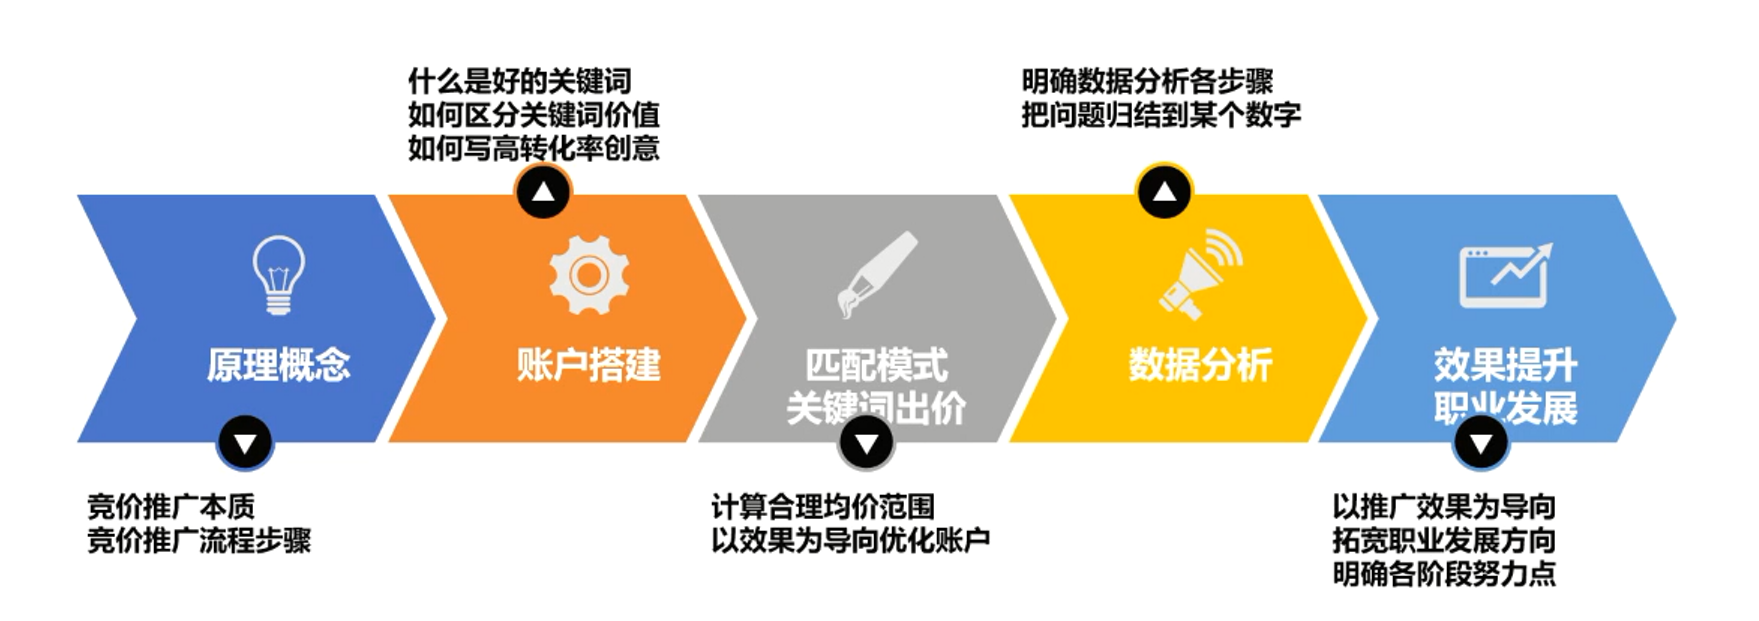 什么是好的关键词
如何区分关键词价值
如何写高转化率创意
明确数据分析各步骤
把问题归结到某个数字
原理概念
账户搭建
匹配模式
关键词出价
数据分析
效果提升
职业发展
竞价推广本质
竞价推广流程步骤
计算合理均价范围
以效果为导向优化账户
以推广效果为导向
拓宽职业发展方向
明确各阶段努力点